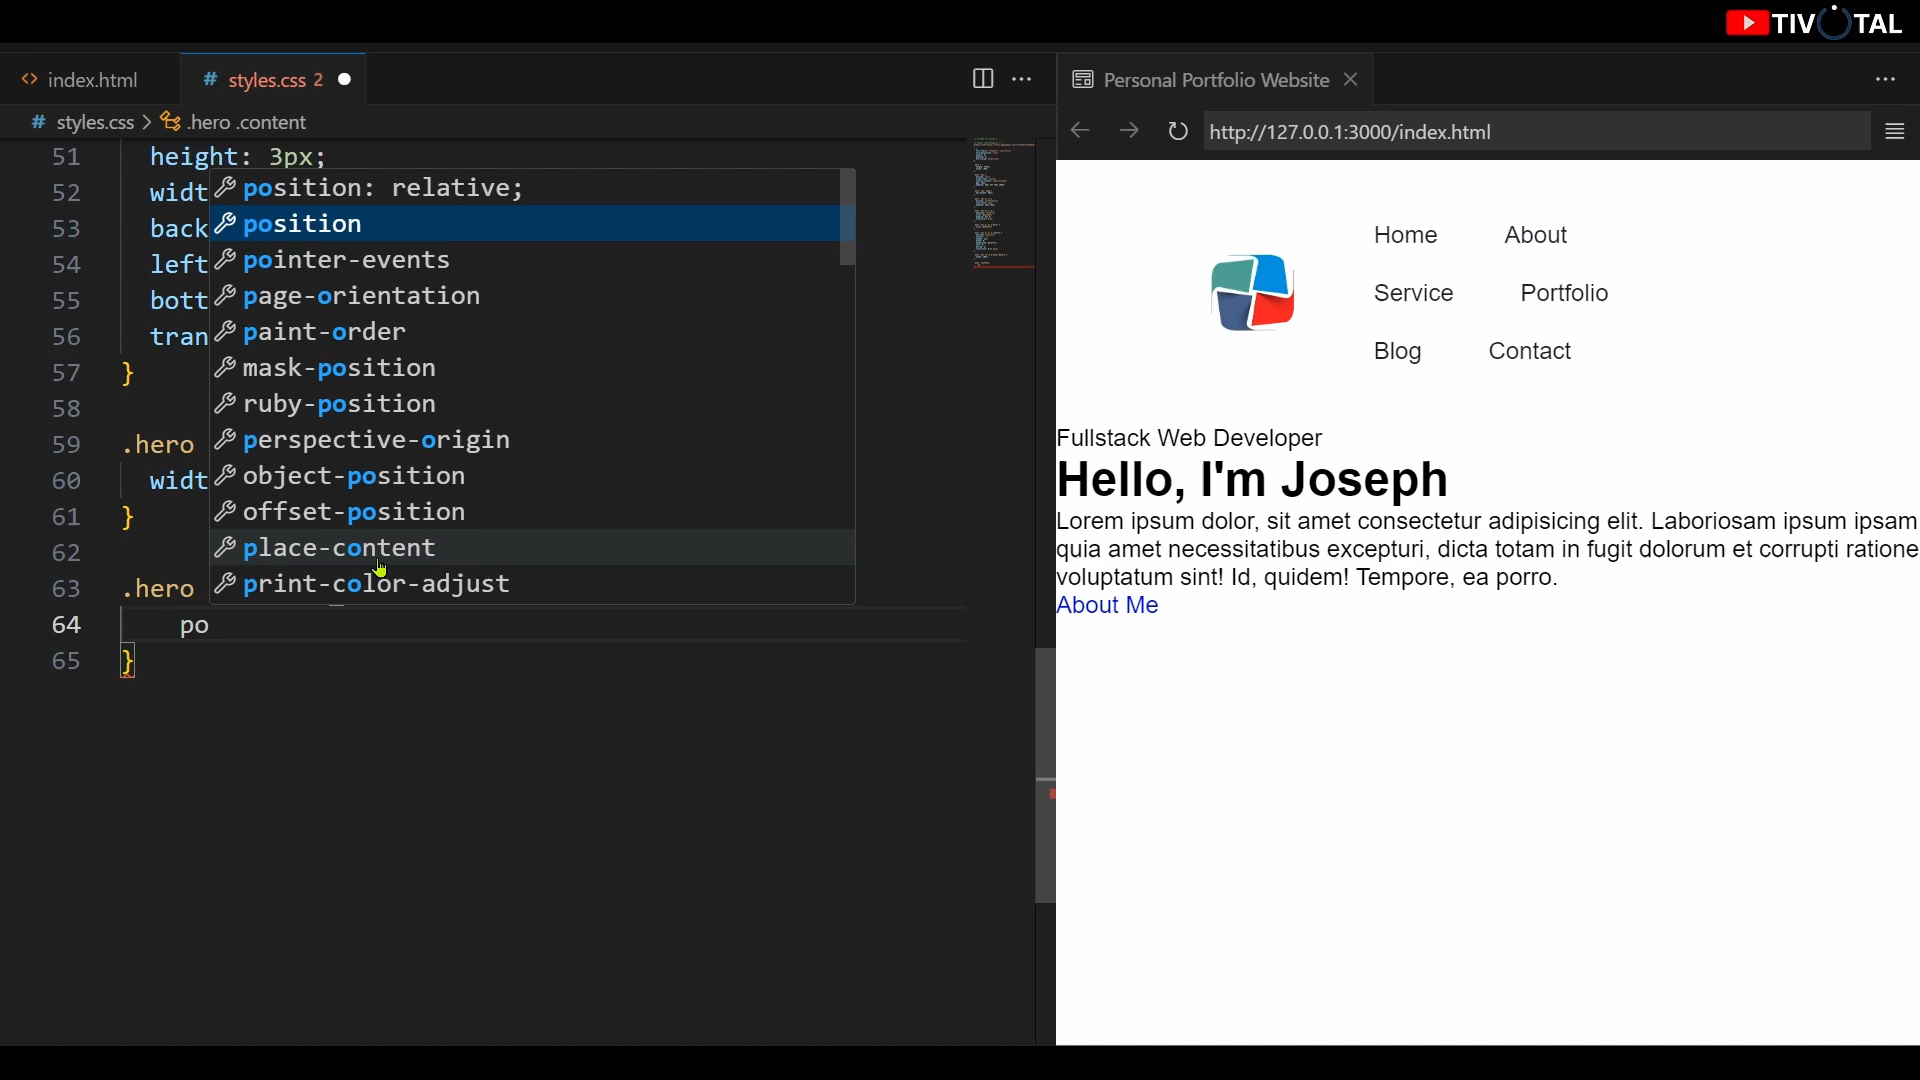 TIVOTAL
index.html
# styles.css 2
Personal Portfolio Website
# styles.css > .hero .content
http://127.0.0.1:3000/index.html
51 height: 3px;
52 widt
53 back
54 left
55 bott
56 tran
57 }
58
59 .hero
60 widt
61 }
62
63 .hero
64 po
65 }
position: relative;
position
pointer-events
page-orientation
paint-order
mask-position
ruby-position
perspective-origin
object-position
offset-position
place-content
print-color-adjust
Home About
Service Portfolio
Blog Contact
Fullstack Web Developer
Hello, I'm Joseph
Lorem ipsum dolor, sit amet consectetur adipisicing elit. Laboriosam ipsum ipsam
quia amet necessitatibus excepturi, dicta totam in fugit dolorum et corrupti ratione
voluptatum sint! Id, quidem! Tempore, ea porro.
About Me